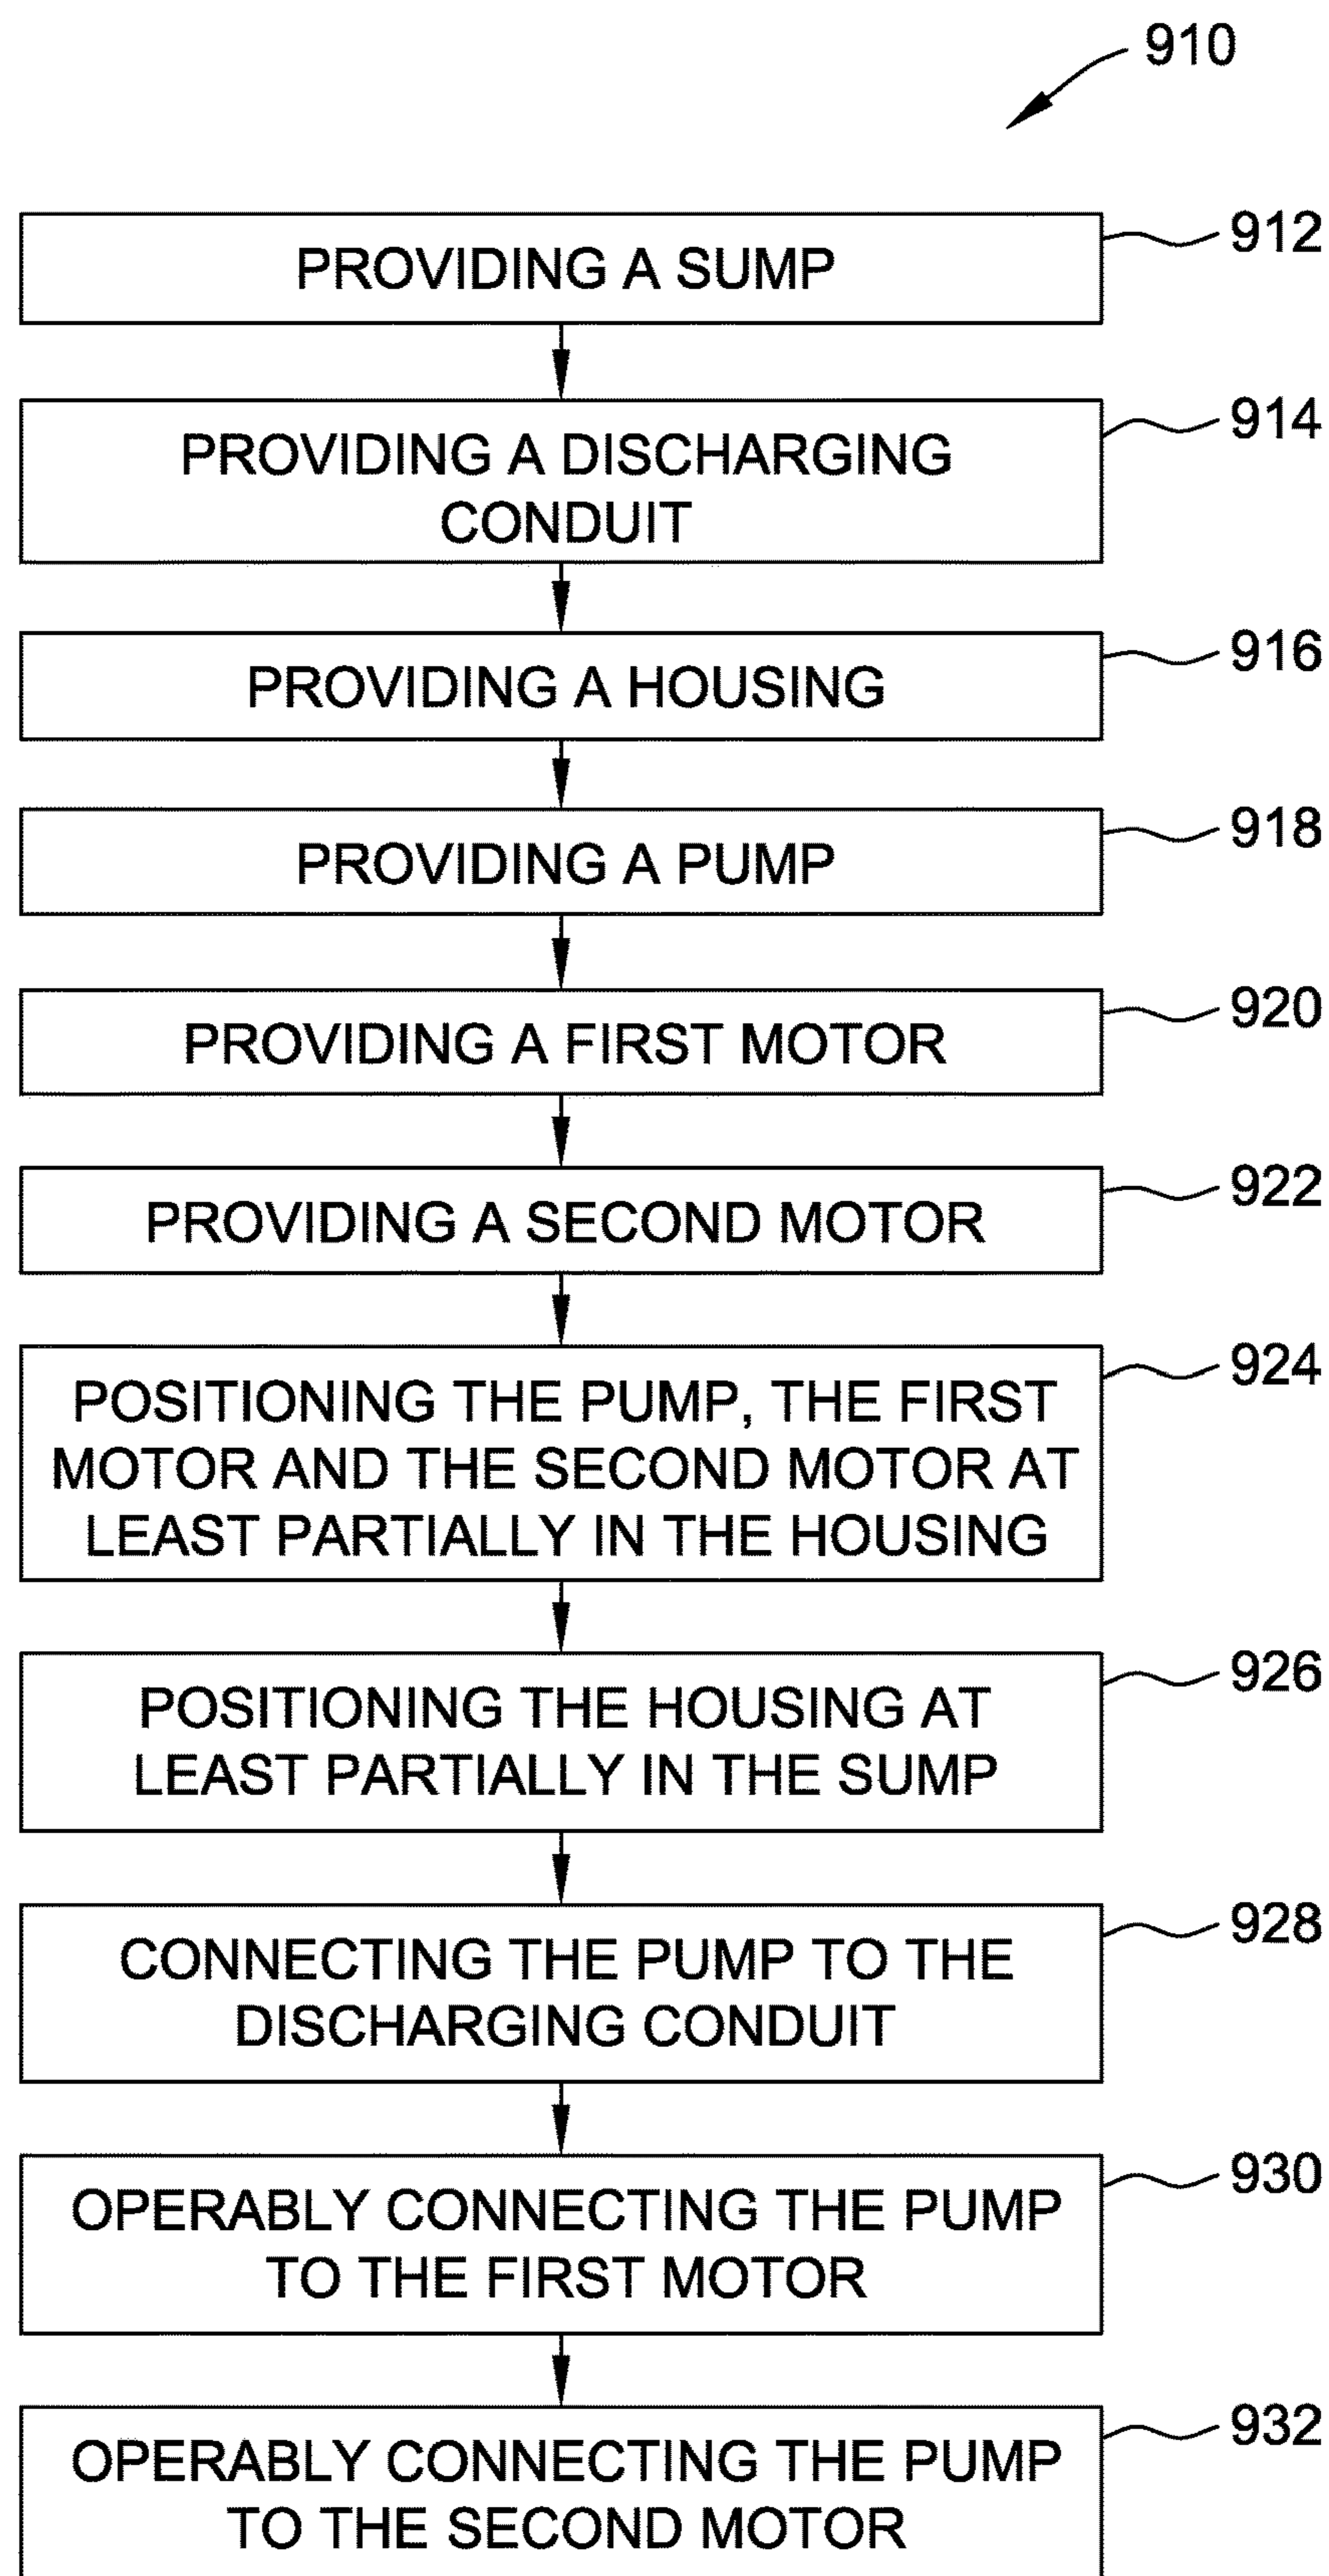 910
PROVIDING A SUMP
912
PROVIDING A DISCHARGING
CONDUIT
914
PROVIDING A HOUSING
916
PROVIDING A PUMP
918
PROVIDING A FIRST MOTOR
920
PROVIDING A SECOND MOTOR
922
POSITIONING THE PUMP, THE FIRST
MOTOR AND THE SECOND MOTOR AT
LEAST PARTIALLY IN THE HOUSING
924
POSITIONING THE HOUSING AT
LEAST PARTIALLY IN THE SUMP
926
CONNECTING THE PUMP TO THE
DISCHARGING CONDUIT
928
OPERABLY CONNECTING THE PUMP
TO THE FIRST MOTOR
930
OPERABLY CONNECTING THE PUMP
TO THE SECOND MOTOR
932